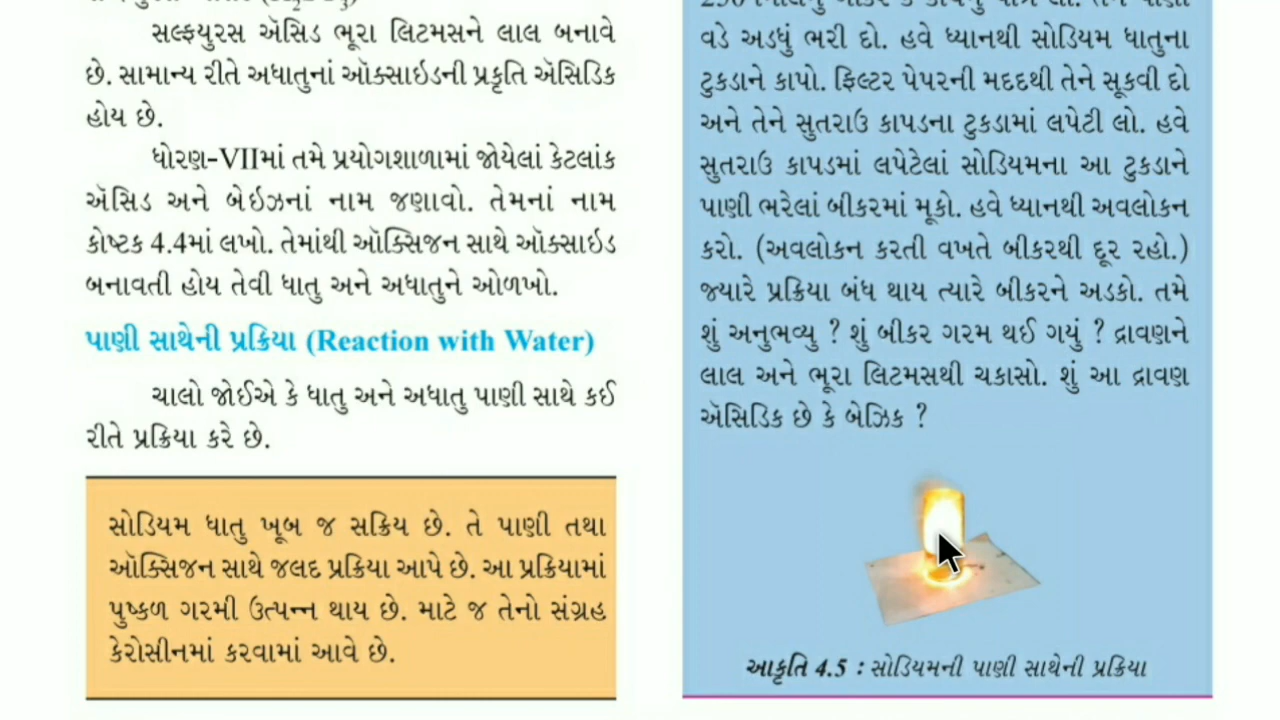 સલ્ફ્યુરસ ઍસિડ ભૂરા લિટમસને લાલ બનાવે
છે. સામાન્ય રીતે અધાતુનાં ઑક્સાઇડની પ્રકૃતિ ઍસિડિક
હોય છે.
ધોરણ-VIIમાં તમે પ્રયોગશાળામાં જોયેલાં કેટલાંક
ઍસિડ અને બેઇઝનાં નામ જણાવો. તેમનાં નામ
કોષ્ટક 4.4માં લખો. તેમાંથી ઑક્સિજન સાથે ઑક્સાઇડ
બનાવતી હોય તેવી ધાતુ અને અધાતુને ઓળખો.
પાણી સાથેની પ્રક્રિયા (Reaction with Water)
ચાલો જોઈએ કે ધાતુ અને અધાતુ પાણી સાથે કઈ
રીતે પ્રક્રિયા કરે છે.
સોડિયમ ધાતુ ખૂબ જ સક્રિય છે. તે પાણી તથા
ઑક્સિજન સાથે જલદ પ્રક્રિયા આપે છે. આ પ્રક્રિયામાં
પુષ્કળ ગરમી ઉત્પન્ન થાય છે. માટે જ તેનો સંગ્રહ
કેરોસીનમાં કરવામાં આવે છે.
વડે અડધું ભરી દો. હવે ધ્યાનથી સોડિયમ ધાતુના
ટુકડાને કાપો. ફિલ્ટર પેપરની મદદથી તેને સૂકવી દો
અને તેને સુતરાઉ કાપડના ટુકડામાં લપેટી લો. હવે
સુતરાઉ કાપડમાં લપેટેલાં સોડિયમના આ ટુકડાને
પાણી ભરેલાં બીકરમાં મૂકો. હવે ધ્યાનથી અવલોકન
કરો. (અવલોકન કરતી વખતે બીકરથી દૂર રહો.)
જ્યારે પ્રક્રિયા બંધ થાય ત્યારે બીકરને અડકો. તમે
શું અનુભવ્યુ ? શું બીકર ગરમ થઈ ગયું ? દ્રાવણને
લાલ અને ભૂરા લિટમસથી ચકાસો. શું આ દ્રાવણ
ઍસિડિક છે કે બેઝિક ?
આકૃતિ 4.5 : સોડિયમની પાણી સાથેની પ્રક્રિયા